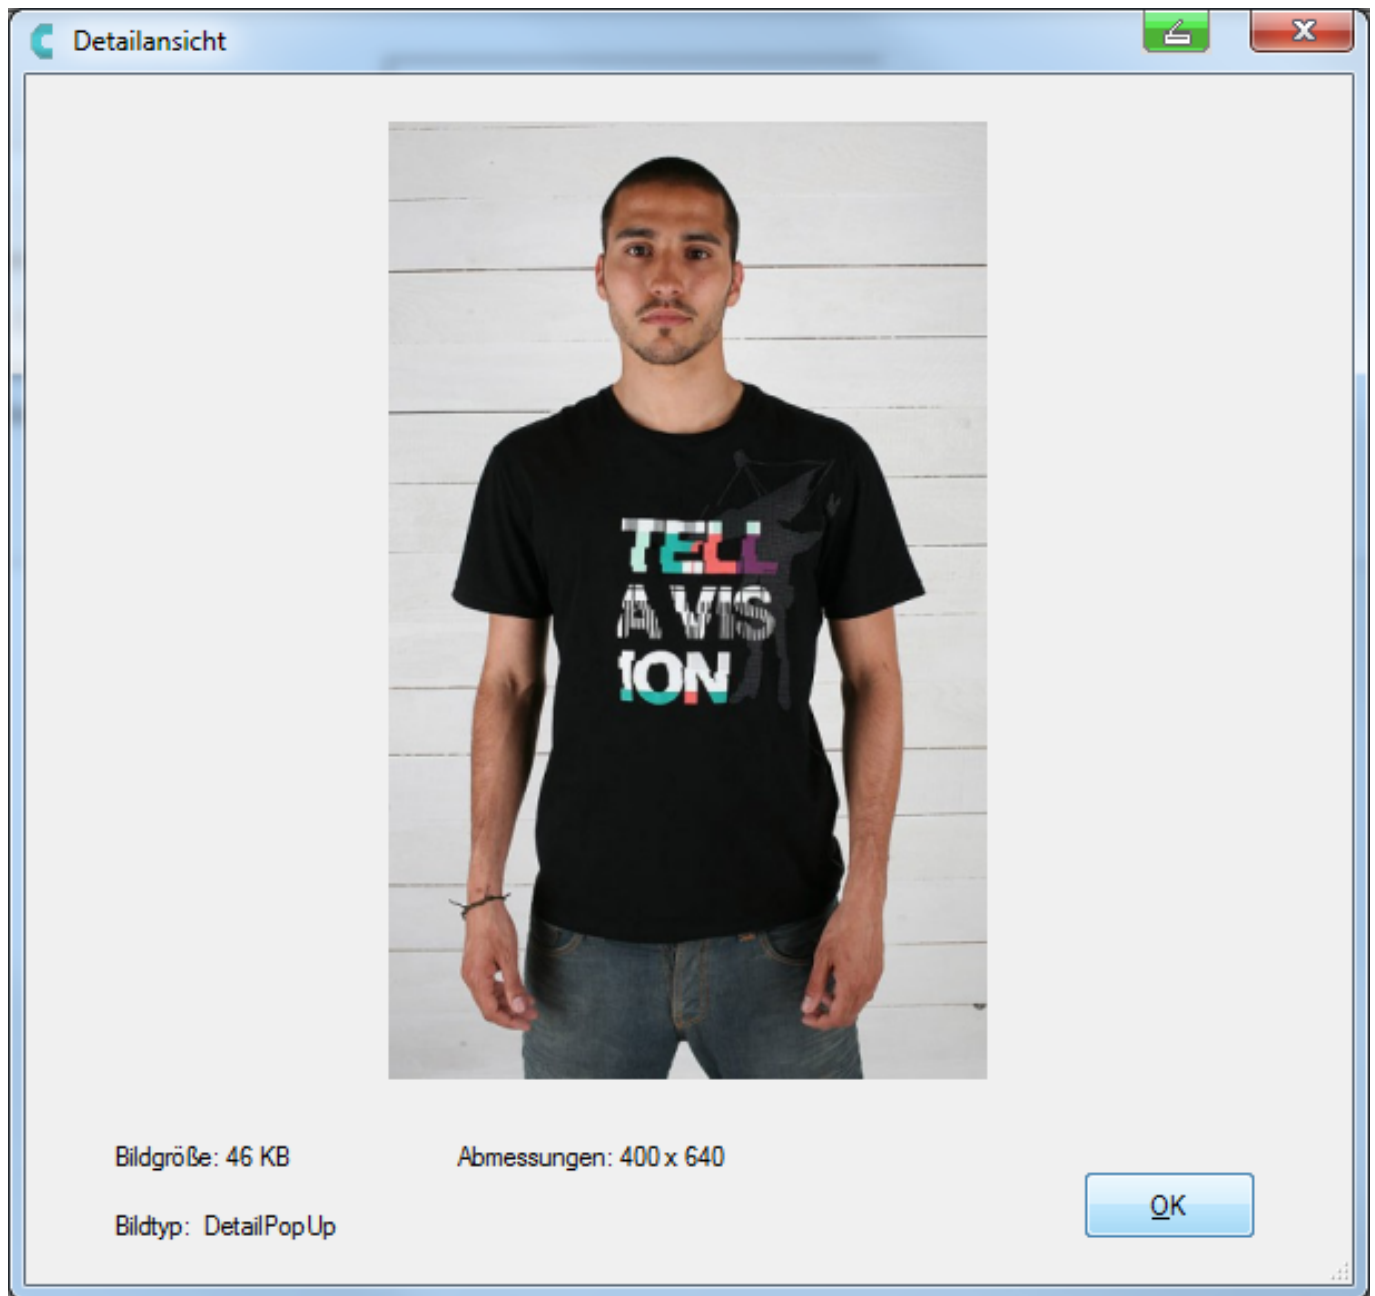 Detailansicht
TELL
A VIS
ION
Bildgröße: 46 KB
Abmessungen: 400 x 640
Bildtyp: DetailPopUp
OK